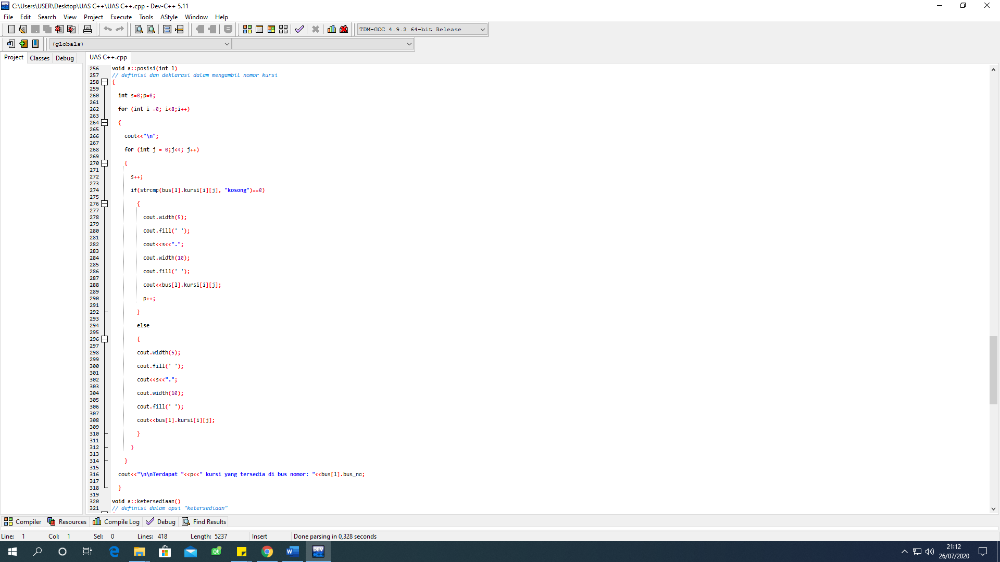 C:\Users\USER\Desktop\UAS C++\UAS C++.cpp - Dev-C++ 5.11
File Edit Search View Project Execute Tools AStyle Window Help
TDM-GCC 4.9.2 64-bit Release
(globals)
Project Classes Debug UAS C++.cpp
256 void a::posisi(int l)
257 // definisi dan deklarasi dalam mengambil nomor kursi
258 {
259
260 int s=0;p=0;
261
262 for (int i =0; i<8;i++)
263
264 {
265
266 cout<<"\n";
267
268 for (int j = 0;j<4; j++)
269
270 {
271
272 s++;
273
274 if(strcmp(bus[l].kursi[i][j], "kosong")==0)
275
276 {
277
278 cout.width(5);
279
280 cout.fill(' ');
281
282 cout<<s<<".";
283
284 cout.width(10);
285
286 cout.fill(' ');
287
288 cout<<bus[l].kursi[i][j];
289
290 p++;
291
292 }
293
294 else
295
296 {
297
298 cout.width(5);
299
300 cout.fill(' ');
301
302 cout<<s<<".";
303
304 cout.width(10);
305
306 cout.fill(' ');
307
308 cout<<bus[l].kursi[i][j];
309
310 }
311
312 }
313
314 }
315
316 cout<<"\n\nTerdapat "<<p<<" kursi yang tersedia di bus nomor: "<<bus[l].bus_no;
317
318 }
319
320 void a::ketersediaan()
321 // definisi dalam opsi "ketersediaan"
Compiler Resources Compile Log Debug Find Results
Line: 1 Col: 1 Sel: 0 Lines: 418 Length: 5237 Insert Done parsing in 0,328 seconds
21:12
26/07/2020